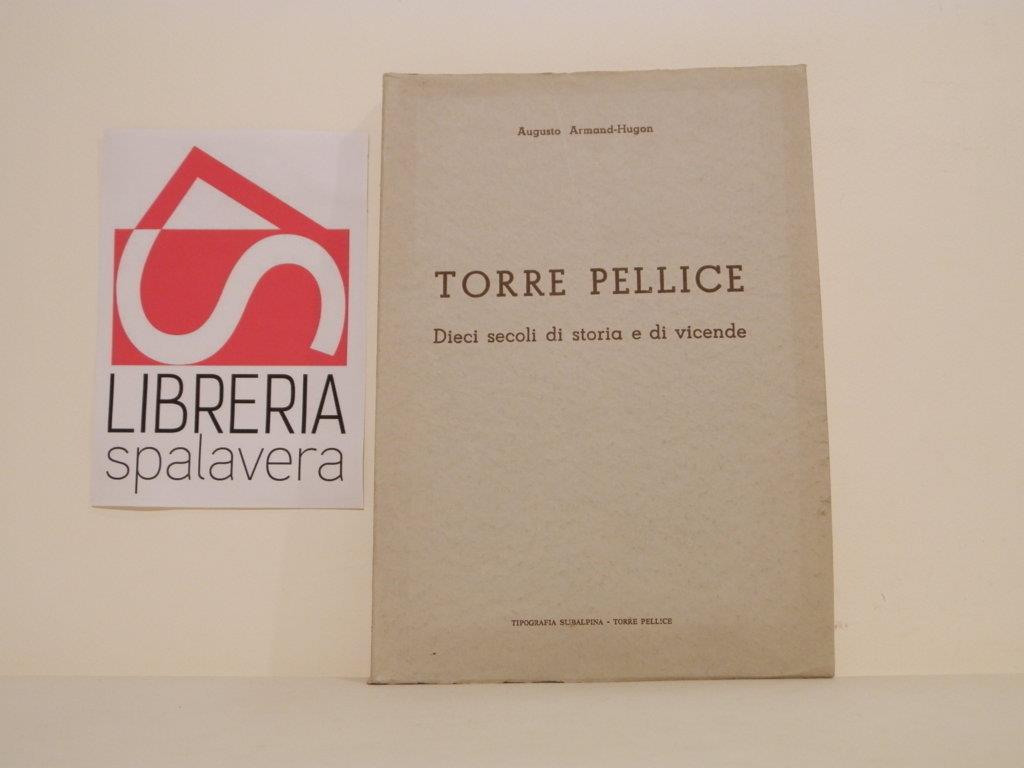 LIBRERIA
spalavera
Augusto Armand-Hugon
TORRE PELLICE
Dieci secoli di storia e di vicende
TIPOGRAFIA SUBALPINA - TORRE PELLICE